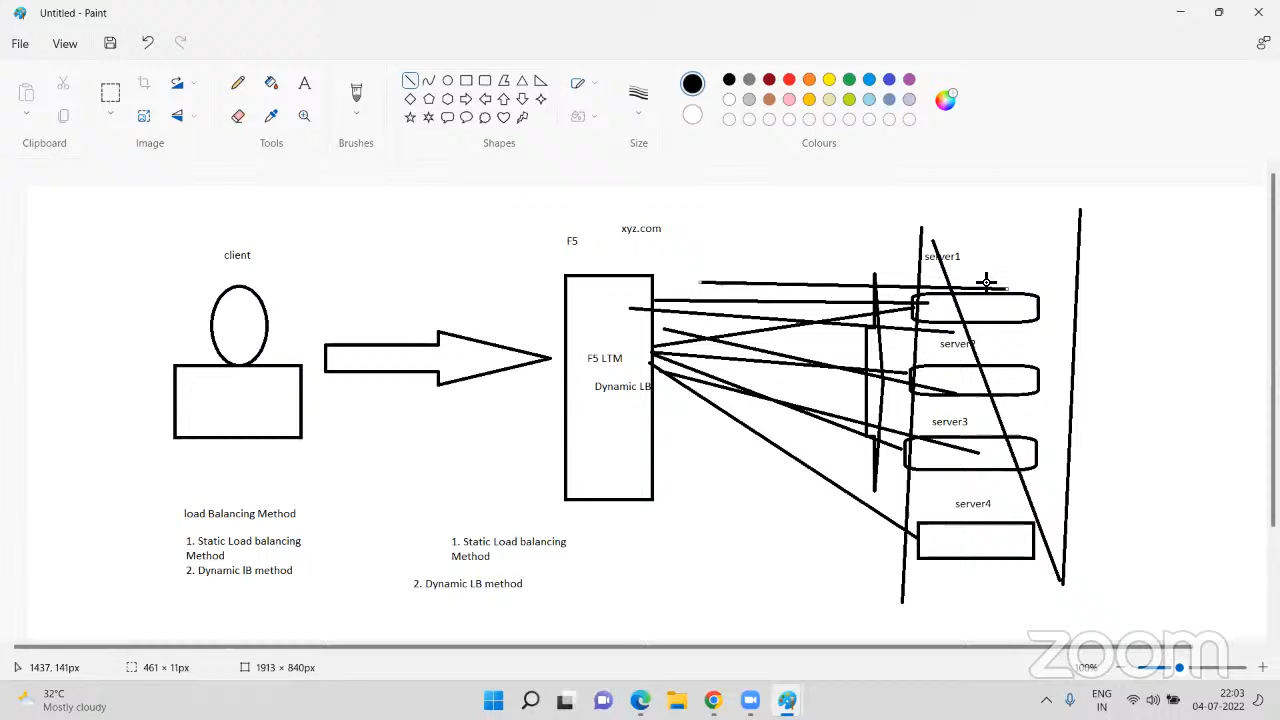 Untitled - Paint
File
View
Clipboard
Image
Tools
Brushes
Shapes
Size
Colours
xyz.com
F5
client
server1
server2
F5 LTM
Dynamic LB
server3
server4
load Balancing Method
1. Static Load balancing
Method
2. Dynamic lB method
1. Static Load balancing
Method
2. Dynamic LB method
zoom
1437, 141px
461 × 11px
1913 × 840px
100%
32°C
Mostly cloudy
ENG
IN
22:03
04-07-2022